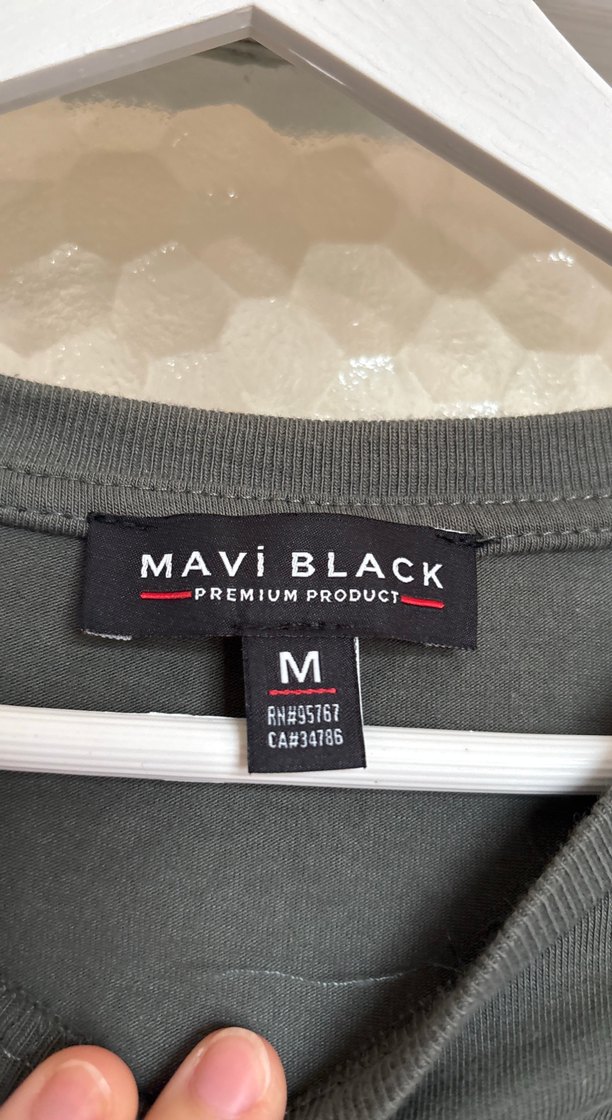 MAVi BLACK
PREMIUM PRODUCT
M
RN#95767
CA#34786